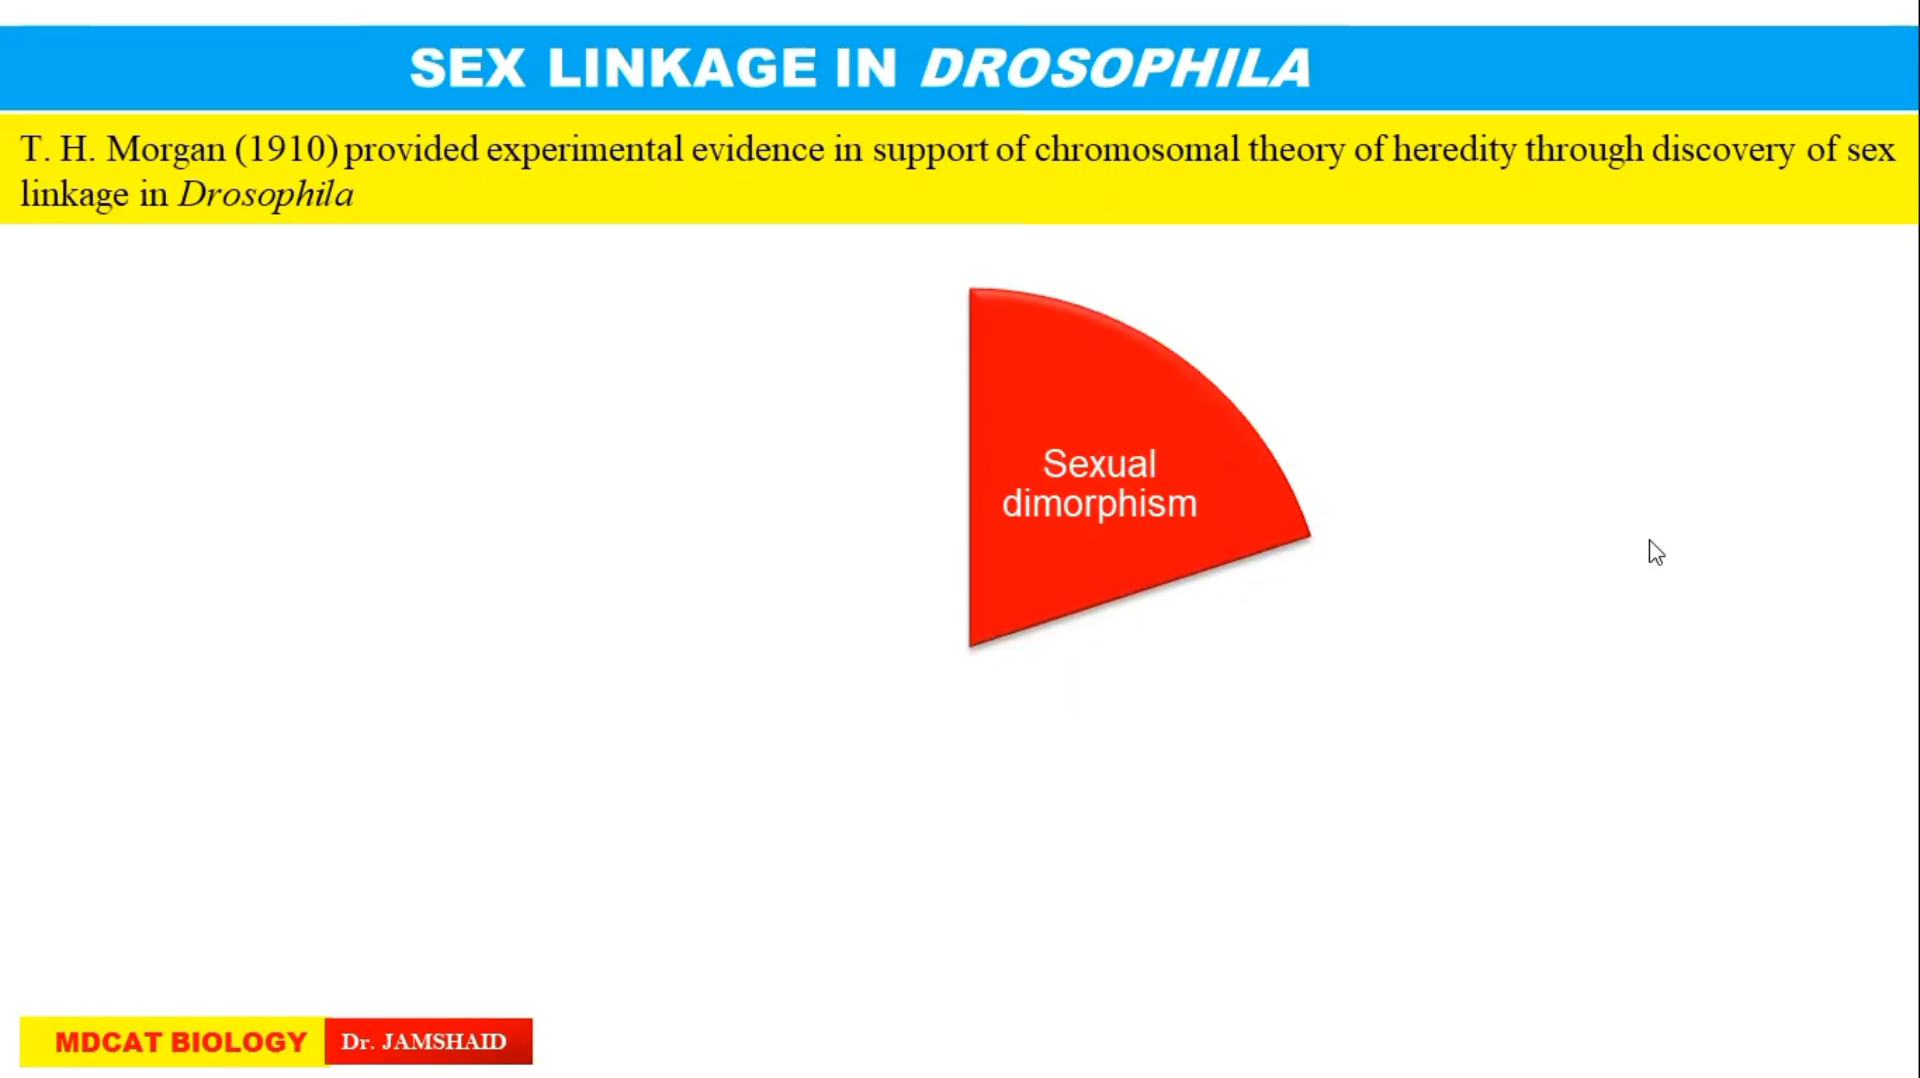 SEX LINKAGE IN DROSOPHILA
T. H. Morgan (1910) provided experimental evidence in support of chromosomal theory of heredity through discovery of sex
linkage in Drosophila
Sexual
dimorphism
MDCAT BIOLOGY
Dr. JAMSHAID